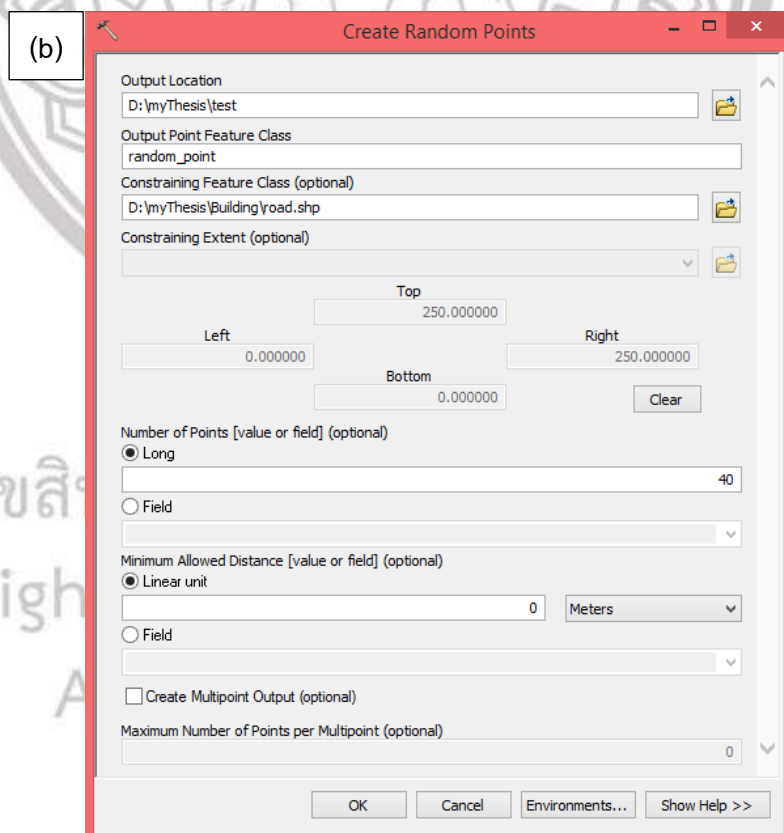 (b)
Create Random Points
Output Location
D:\myThesis\test
Output Point Feature Class
random_point
Constraining Feature Class (optional)
D:\myThesis\Building\road.shp
Constraining Extent (optional)
Top
250.000000
Left Right
0.000000 250.000000
Bottom
0.000000 Clear
Number of Points [value or field] (optional)
Long
40
Field
Minimum Allowed Distance [value or field] (optional)
Linear unit
0 Meters
Field
Create Multipoint Output (optional)
Maximum Number of Points per Multipoint (optional)
0
OK Cancel Environments... Show Help >>